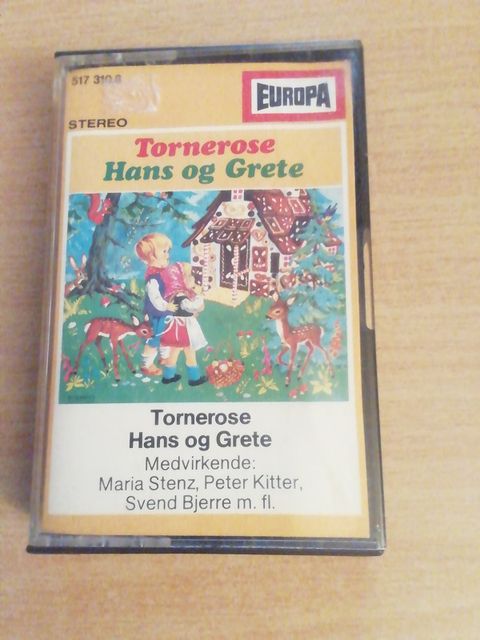 517 310.8
EUROPA
STEREO
Tornerose
Hans og Grete
Tornerose
Hans og Grete
Medvirkende:
Maria Stenz, Peter Kitter,
Svend Bjerre m. fl.